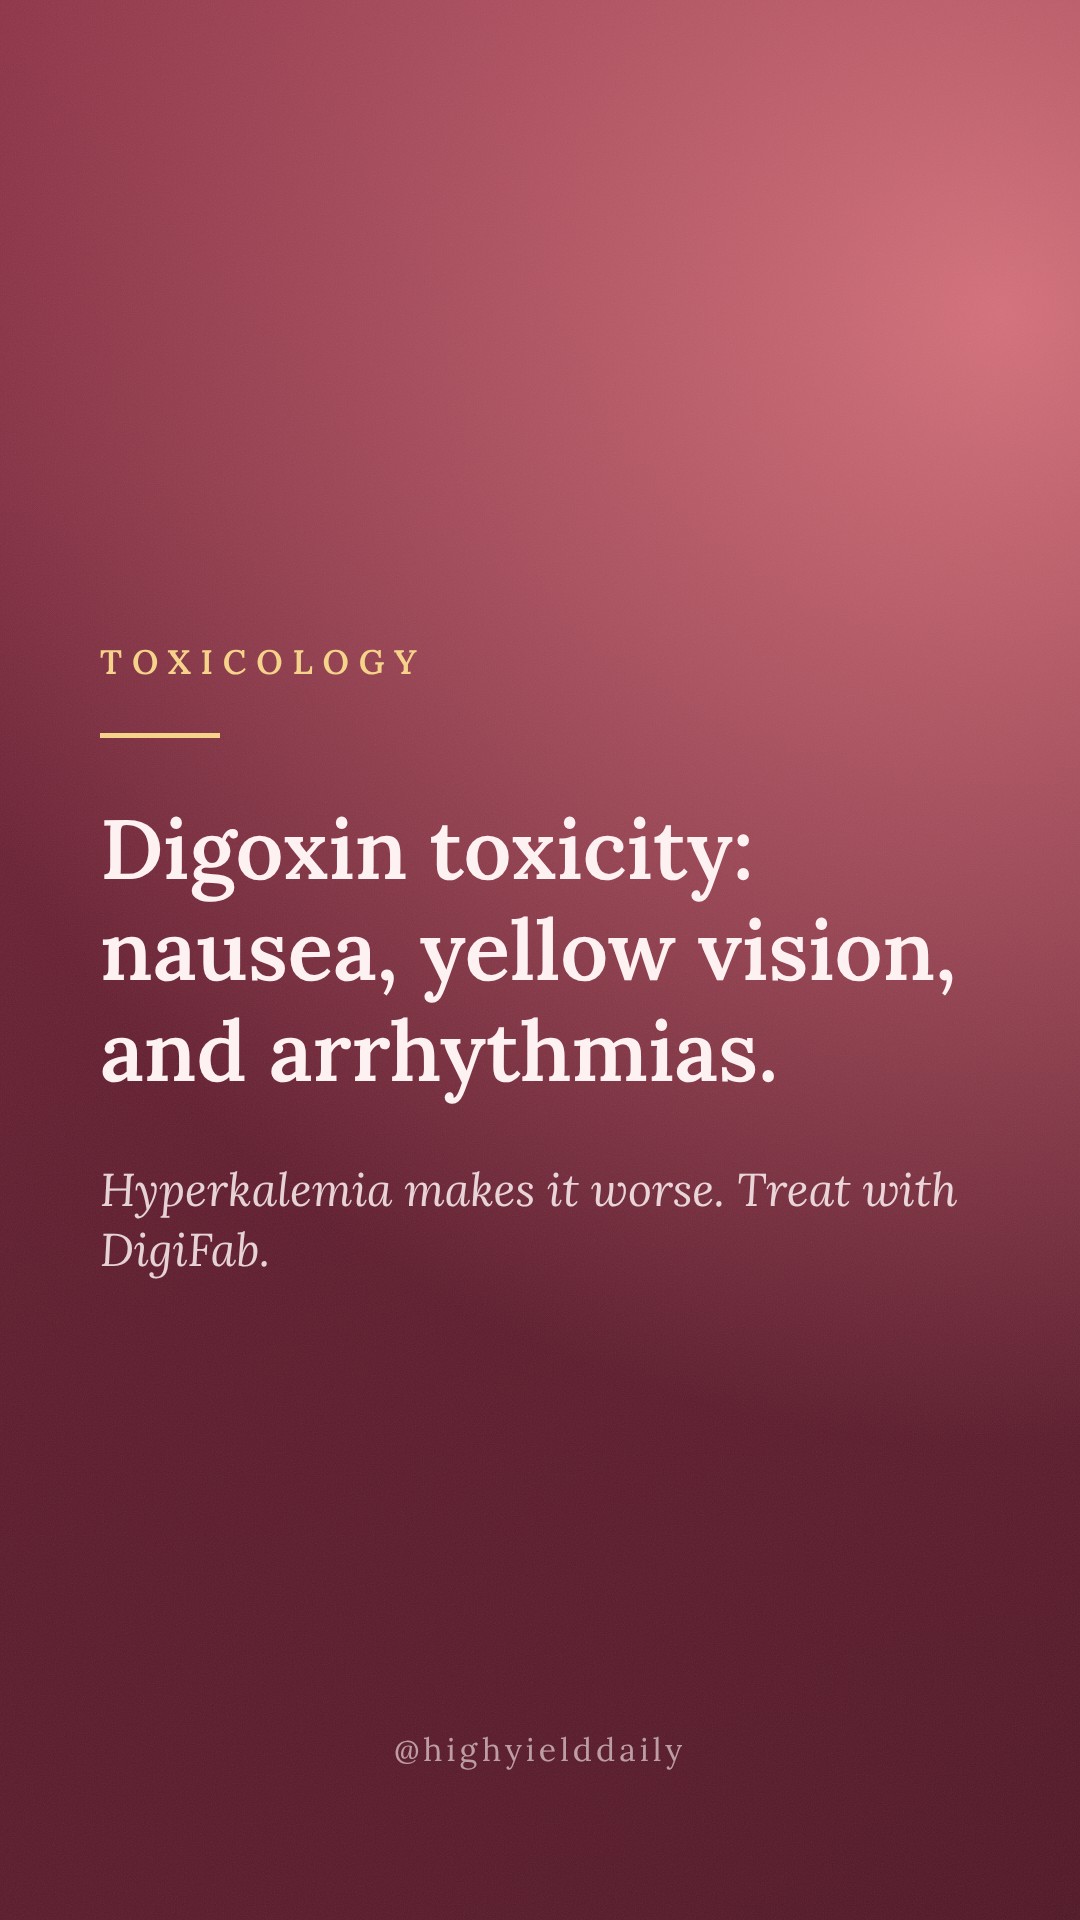 TOXICOLOGY
Digoxin toxicity:
nausea, yellow vision,
and arrhythmias.
Hyperkalemia makes it worse. Treat with
DigiFab.
@highyielddaily